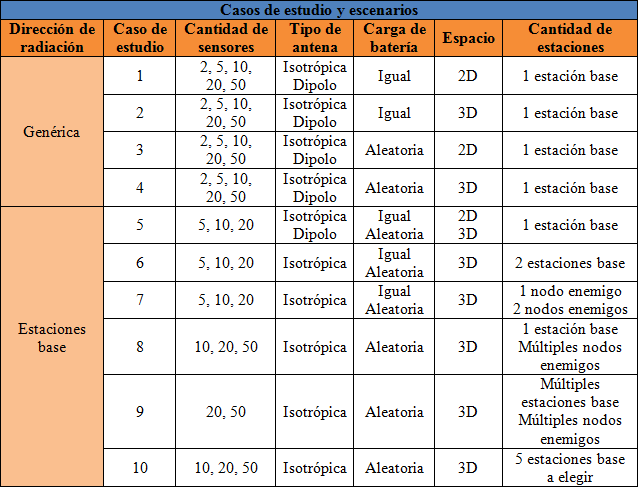 Casos de estudio y escenarios
Dirección de radiación | Caso de estudio | Cantidad de sensores | Tipo de antena | Carga de batería | Espacio | Cantidad de estaciones
Genérica
1 | 2, 5, 10, 20, 50 | Isotrópica Dipolo | Igual | 2D | 1 estación base
2 | 2, 5, 10, 20, 50 | Isotrópica Dipolo | Igual | 3D | 1 estación base
3 | 2, 5, 10, 20, 50 | Isotrópica Dipolo | Aleatoria | 2D | 1 estación base
4 | 2, 5, 10, 20, 50 | Isotrópica Dipolo | Aleatoria | 3D | 1 estación base
Estaciones base
5 | 5, 10, 20 | Isotrópica Dipolo | Igual Aleatoria | 2D 3D | 1 estación base
6 | 5, 10, 20 | Isotrópica | Igual Aleatoria | 3D | 2 estaciones base
7 | 5, 10, 20 | Isotrópica | Igual Aleatoria | 3D | 1 nodo enemigo 2 nodos enemigos
8 | 10, 20, 50 | Isotrópica | Aleatoria | 3D | 1 estación base Múltiples nodos enemigos
9 | 20, 50 | Isotrópica | Aleatoria | 3D | Múltiples estaciones base Múltiples nodos enemigos
10 | 10, 20, 50 | Isotrópica | Aleatoria | 3D | 5 estaciones base a elegir